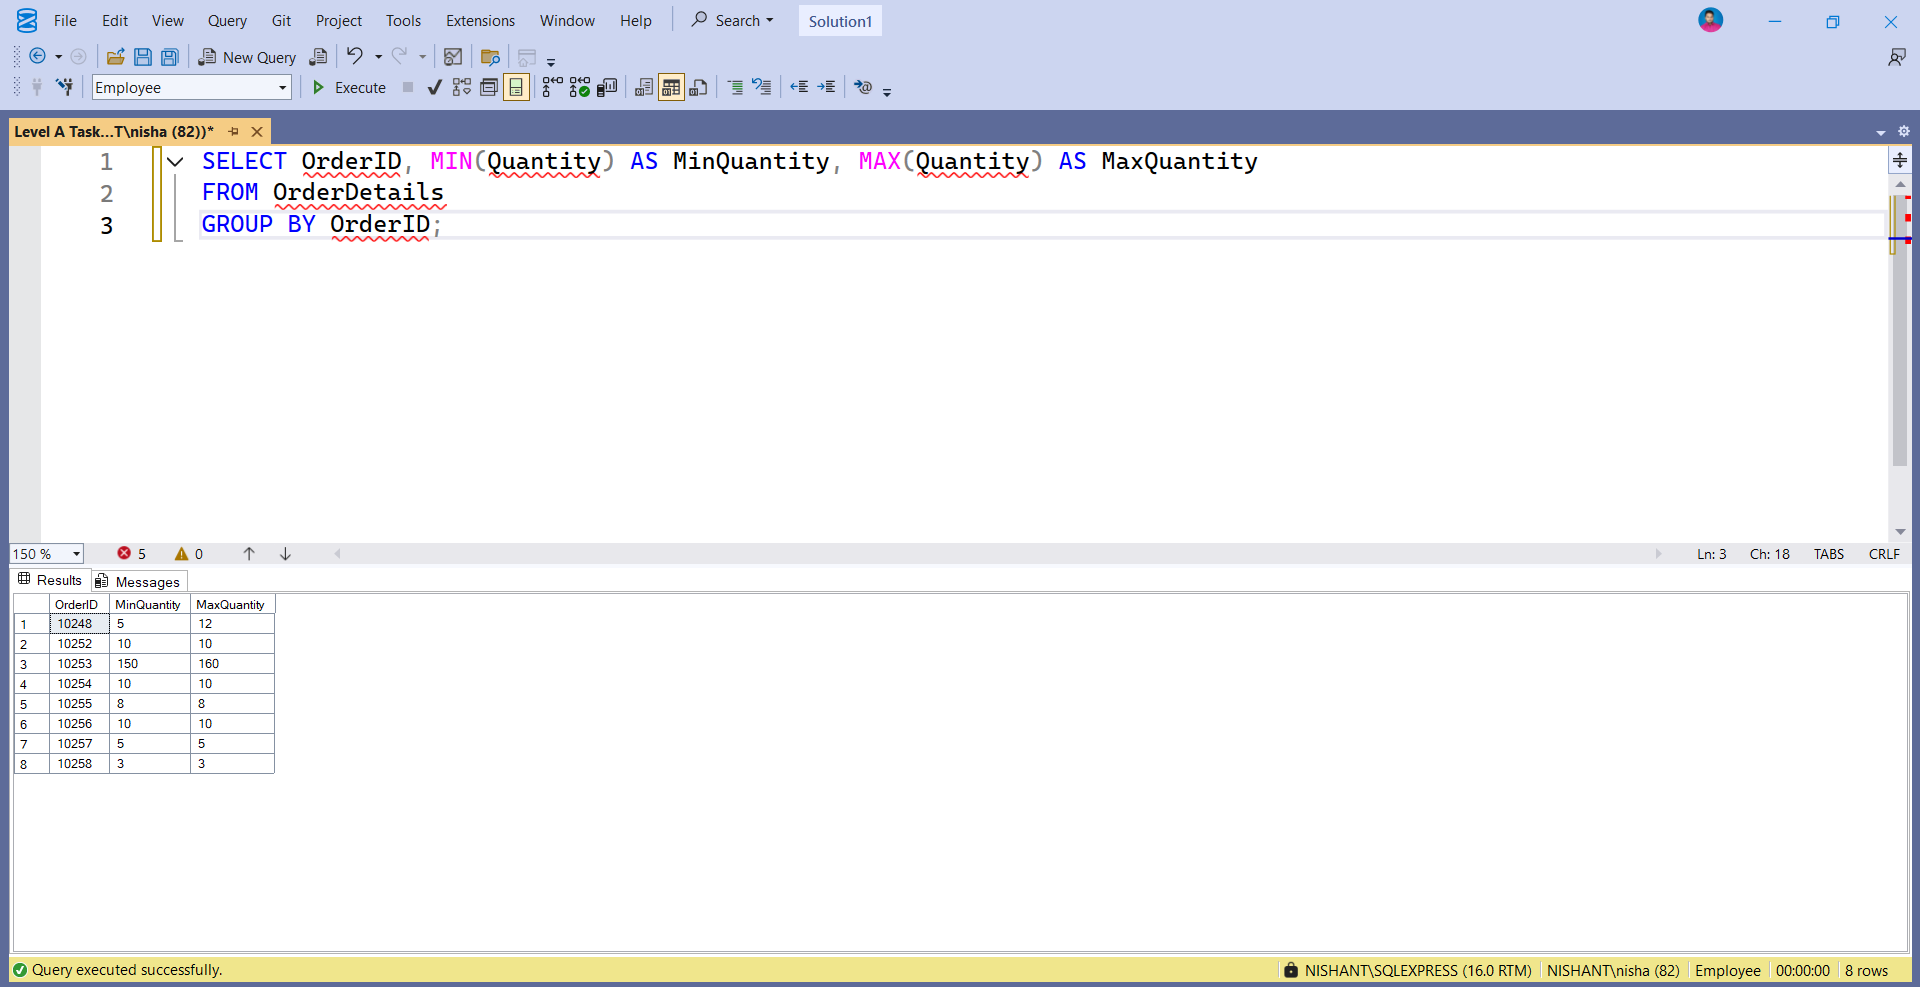 File Edit View Query Git Project Tools Extensions Window Help Search Solution1
New Query
Employee Execute
Level A Task...T\nisha (82))*
1 SELECT OrderID, MIN(Quantity) AS MinQuantity, MAX(Quantity) AS MaxQuantity
2 FROM OrderDetails
3 GROUP BY OrderID;
150 % 5 0 Ln: 3 Ch: 18 TABS CRLF
Results Messages
OrderID MinQuantity MaxQuantity
1 10248 5 12
2 10252 10 10
3 10253 150 160
4 10254 10 10
5 10255 8 8
6 10256 10 10
7 10257 5 5
8 10258 3 3
Query executed successfully. NISHANT\SQLEXPRESS (16.0 RTM) NISHANT\nisha (82) Employee 00:00:00 8 rows